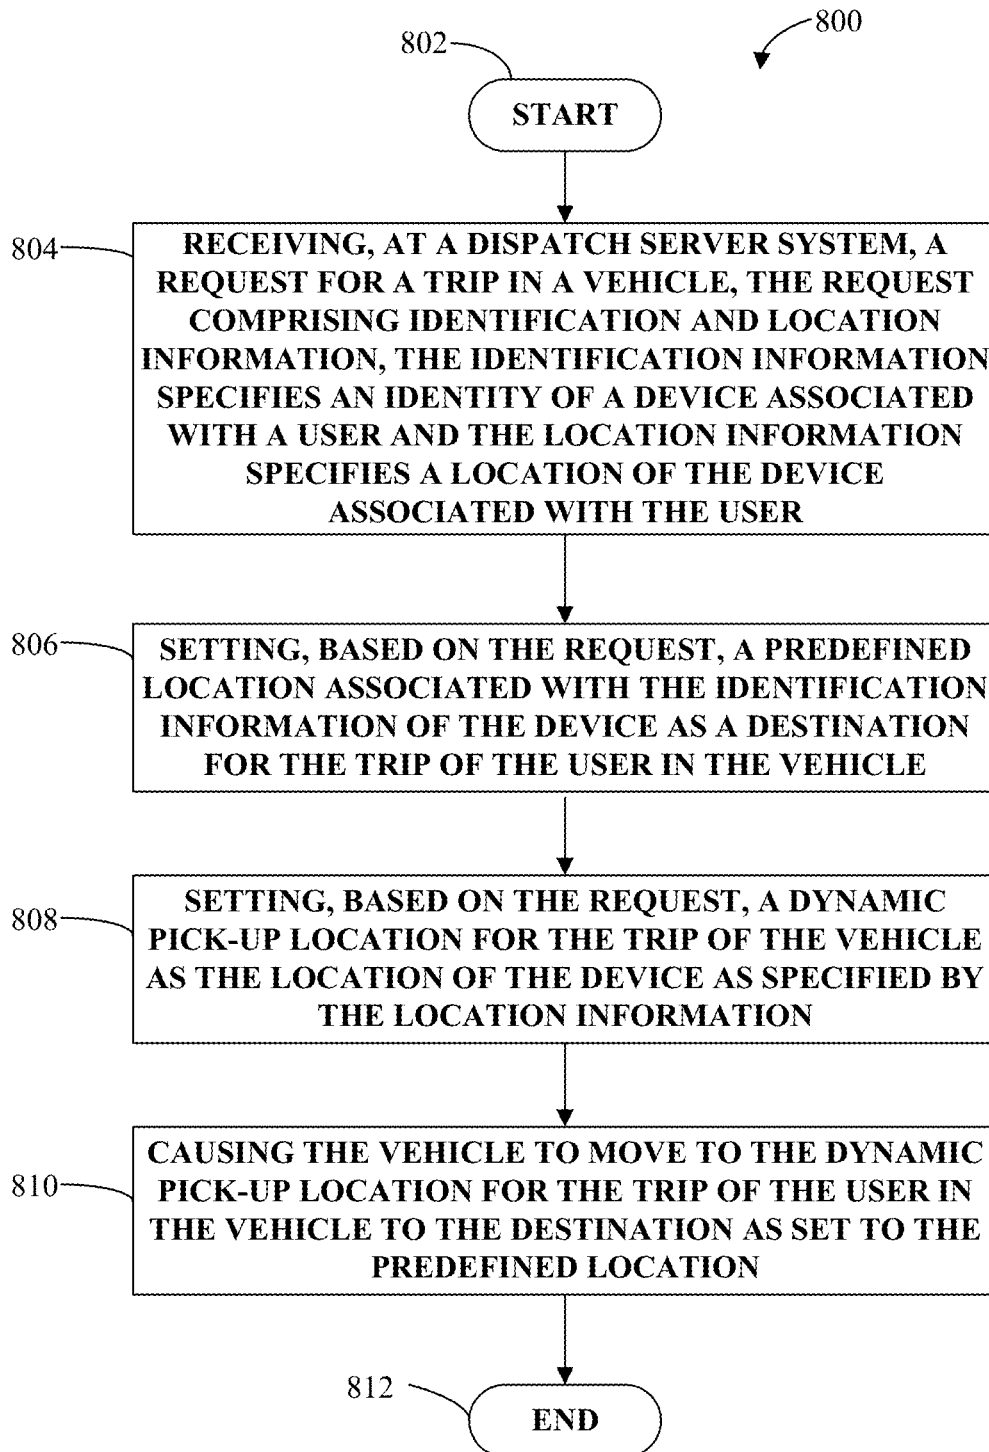 800
802
START
804
RECEIVING, AT A DISPATCH SERVER SYSTEM, A
REQUEST FOR A TRIP IN A VEHICLE, THE REQUEST
COMPRISING IDENTIFICATION AND LOCATION
INFORMATION, THE IDENTIFICATION INFORMATION
SPECIFIES AN IDENTITY OF A DEVICE ASSOCIATED
WITH A USER AND THE LOCATION INFORMATION
SPECIFIES A LOCATION OF THE DEVICE
ASSOCIATED WITH THE USER
806
SETTING, BASED ON THE REQUEST, A PREDEFINED
LOCATION ASSOCIATED WITH THE IDENTIFICATION
INFORMATION OF THE DEVICE AS A DESTINATION
FOR THE TRIP OF THE USER IN THE VEHICLE
808
SETTING, BASED ON THE REQUEST, A DYNAMIC
PICK-UP LOCATION FOR THE TRIP OF THE VEHICLE
AS THE LOCATION OF THE DEVICE AS SPECIFIED BY
THE LOCATION INFORMATION
810
CAUSING THE VEHICLE TO MOVE TO THE DYNAMIC
PICK-UP LOCATION FOR THE TRIP OF THE USER IN
THE VEHICLE TO THE DESTINATION AS SET TO THE
PREDEFINED LOCATION
812
END